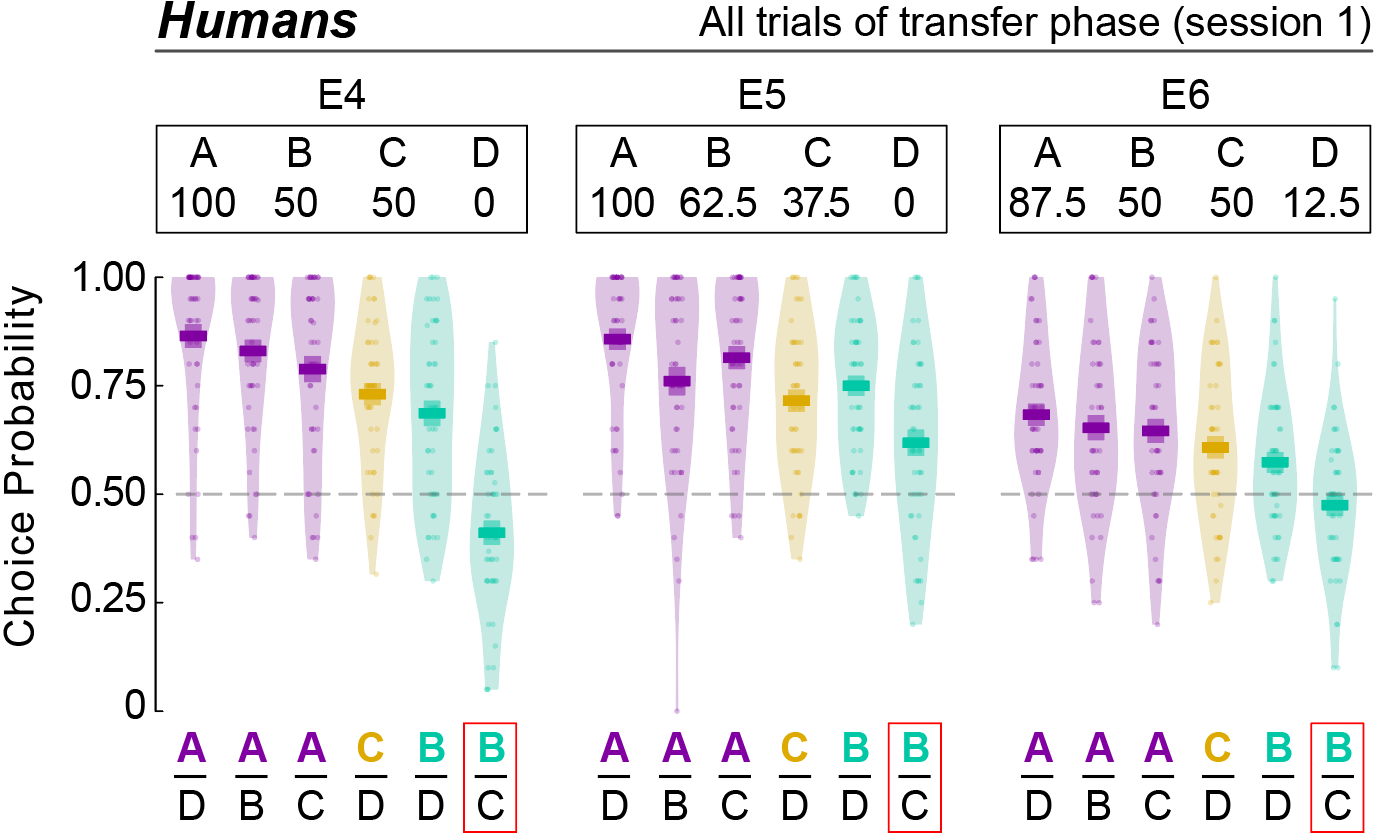 Humans All trials of transfer phase (session 1)
E4 E5 E6
A B C D A B C D A B C D
100 50 50 0 100 62.5 37.5 0 87.5 50 50 12.5
Choice Probability
1.00
0.75
0.50
0.25
0
A A A C B B A A A C B B A A A C B B
D B C D D C D B C D D C D B C D D C